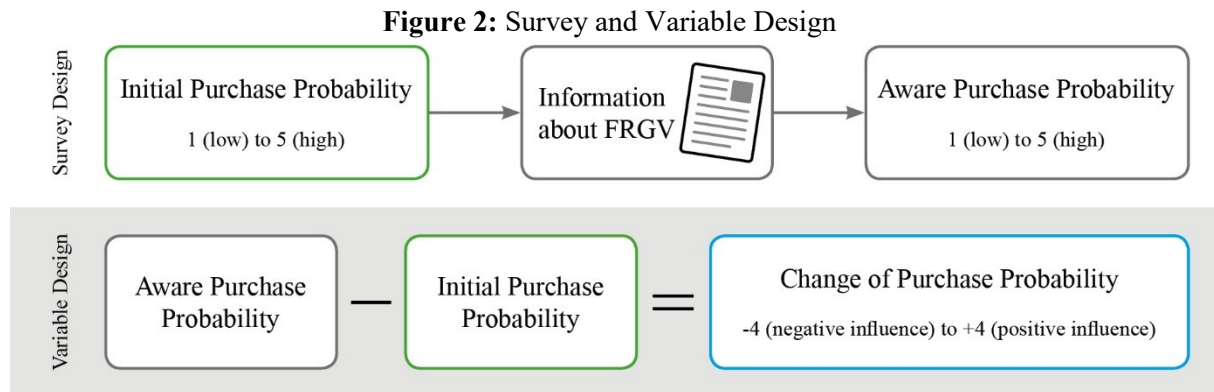 Figure 2: Survey and Variable Design
Survey Design
Initial Purchase Probability
1 (low) to 5 (high)
Information
about FRGV
Aware Purchase Probability
1 (low) to 5 (high)
Variable Design
Aware Purchase
Probability
−
Initial Purchase
Probability
=
Change of Purchase Probability
-4 (negative influence) to +4 (positive influence)